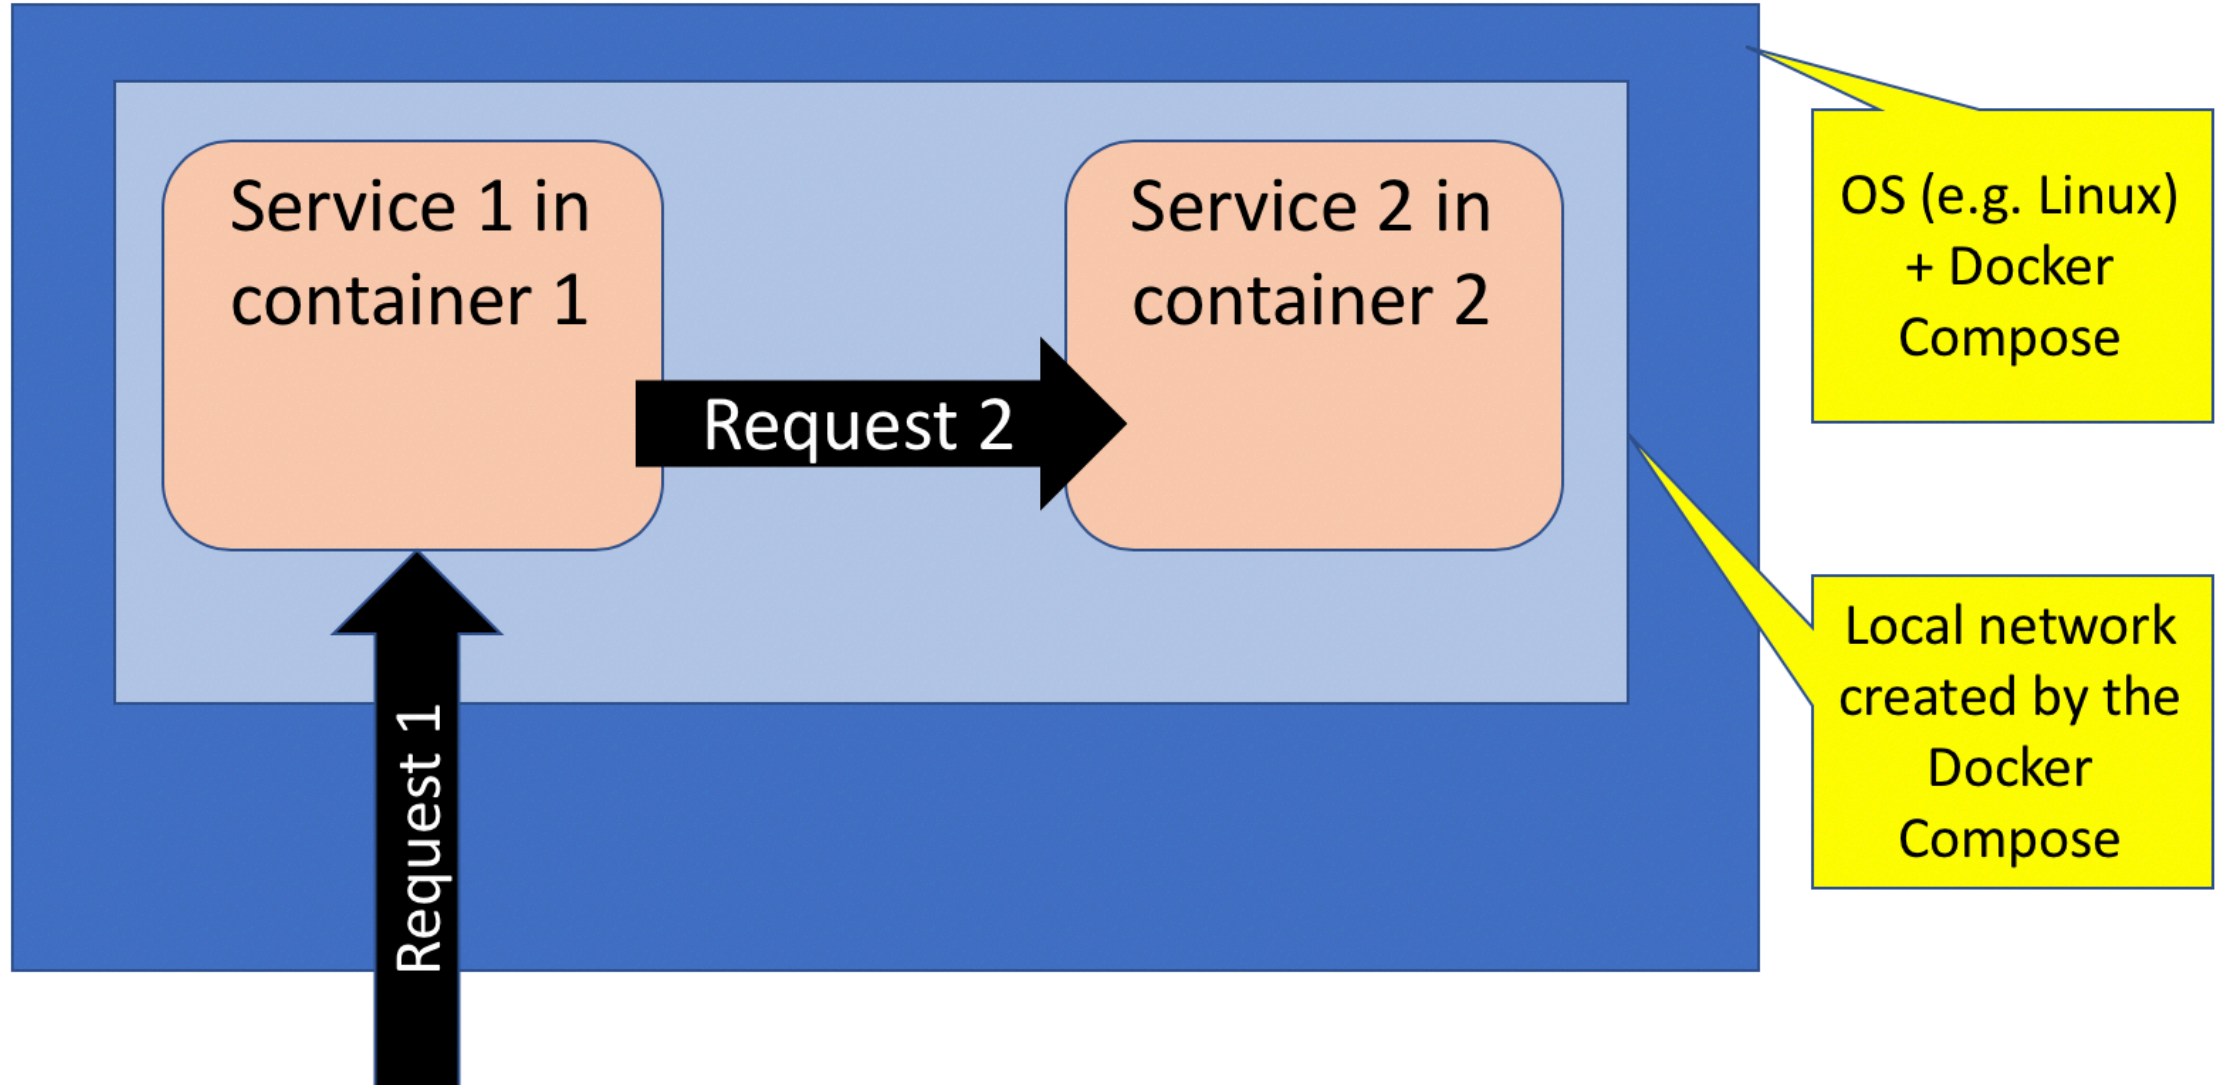 Service 1 in
container 1
Service 2 in
container 2
Request 2
Request 1
OS (e.g. Linux)
+ Docker
Compose
Local network
created by the
Docker
Compose